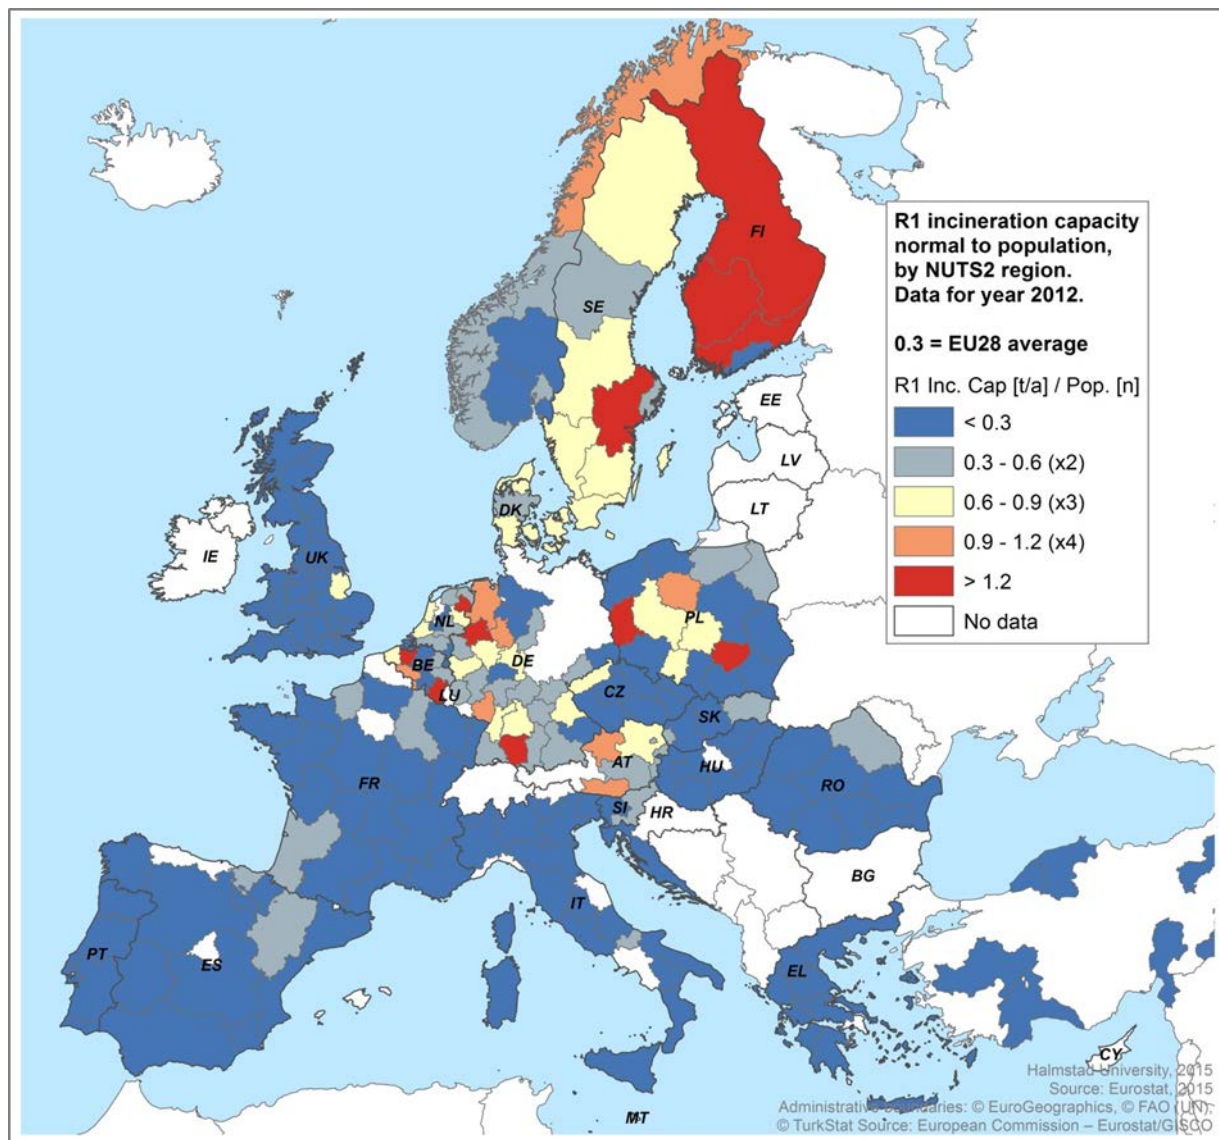 FI
SE
EE
LV
LT
DK
IE
UK
NL
PL
BE
DE
LU
CZ
SK
AT
HU
FR
RO
SI
HR
BG
IT
PT
ES
EL
CY
MT
R1 incineration capacity
normal to population,
by NUTS2 region.
Data for year 2012.
0.3 = EU28 average
R1 Inc. Cap [t/a] / Pop. [n]
< 0.3
0.3 - 0.6 (x2)
0.6 - 0.9 (x3)
0.9 - 1.2 (x4)
> 1.2
No data
Halmstad University, 2015
Source: Eurostat, 2015
Administrative boundaries: © EuroGeographics, © FAO (UN),
© TurkStat Source: European Commission – Eurostat/GISCO